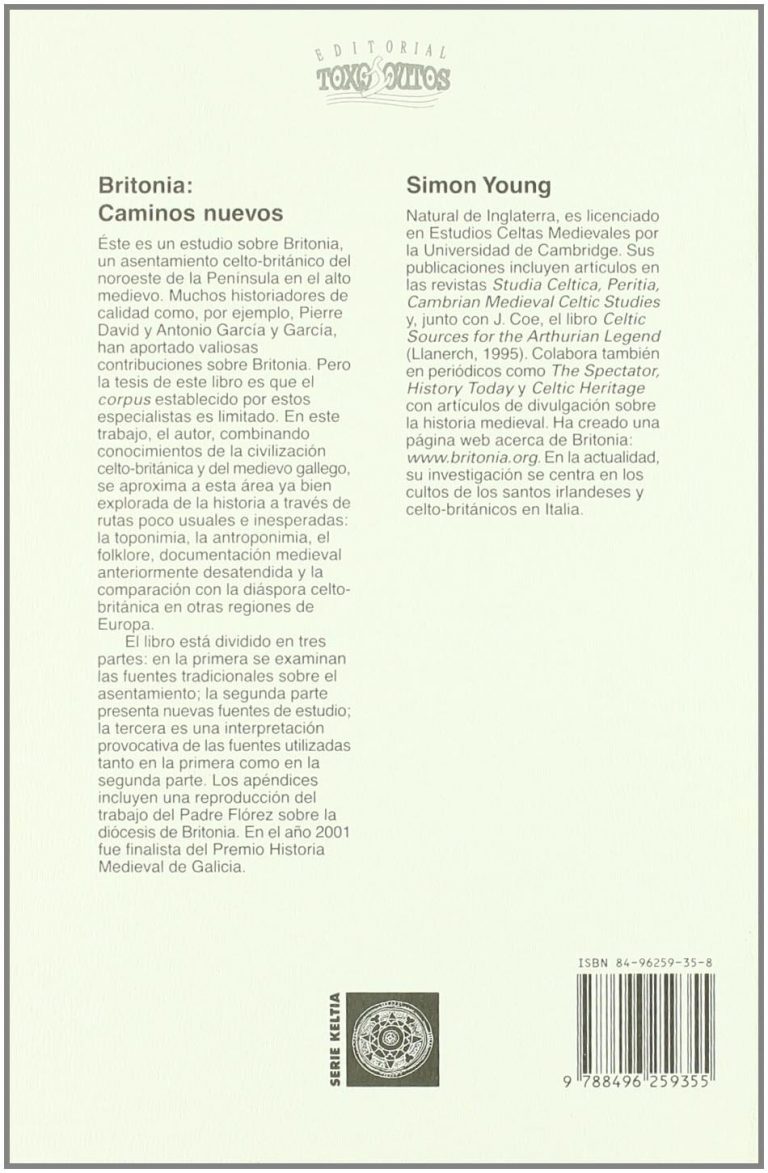 EDITORIAL
TOXOSOUTOS
Britonia:
Caminos nuevos
Éste es un estudio sobre Britonia,
un asentamiento celto-británico del
noroeste de la Península en el alto
medievo. Muchos historiadores de
calidad como, por ejemplo, Pierre
David y Antonio García y García,
han aportado valiosas
contribuciones sobre Britonia. Pero
la tesis de este libro es que el
corpus establecido por estos
especialistas es limitado. En este
trabajo, el autor, combinando
conocimientos de la civilización
celto-británica y del medievo gallego,
se aproxima a esta área ya bien
explorada de la historia a través de
rutas poco usuales e inesperadas:
la toponimia, la antroponimia, el
folklore, documentación medieval
anteriormente desatendida y la
comparación con la diáspora celto-
británica en otras regiones de
Europa.
El libro está dividido en tres
partes: en la primera se examinan
las fuentes tradicionales sobre el
asentamiento; la segunda parte
presenta nuevas fuentes de estudio;
la tercera es una interpretación
provocativa de las fuentes utilizadas
tanto en la primera como en la
segunda parte. Los apéndices
incluyen una reproducción del
trabajo del Padre Flórez sobre la
diócesis de Britonia. En el año 2001
fue finalista del Premio Historia
Medieval de Galicia.
Simon Young
Natural de Inglaterra, es licenciado
en Estudios Celtas Medievales por
la Universidad de Cambridge. Sus
publicaciones incluyen artículos en
las revistas Studia Celtica, Peritia,
Cambrian Medieval Celtic Studies
y, junto con J. Coe, el libro Celtic
Sources for the Arthurian Legend
(Llanerch, 1995). Colabora también
en periódicos como The Spectator,
History Today y Celtic Heritage
con artículos de divulgación sobre
la historia medieval. Ha creado una
página web acerca de Britonia:
www.britonia.org. En la actualidad,
su investigación se centra en los
cultos de los santos irlandeses y
celto-británicos en Italia.
SERIE KELTIA
ISBN 84-96259-35-8
9 788496 259355